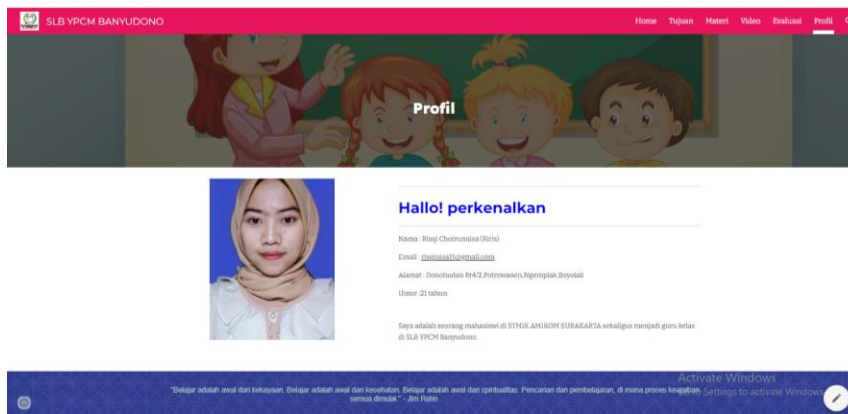 SLB YPCM BANYUDONO
Home Tujuan Materi Video Evaluasi Profil
Profil
Hallo! perkenalkan
Nama : Risqi Choirunnisa (Riris)
Email : risqinisa15@gmail.com
Alamat : Donohudan Rt4/2,Potrowanen,Ngemplak,Boyolali
Umur :21 tahun
Saya adalah seorang mahasiswi di STMIK AMIKOM SURAKARTA sekaligus menjadi guru kelas
di SLB YPCM Banyudono.
"Belajar adalah awal dari kekayaan. Belajar adalah awal dari kesehatan. Belajar adalah awal dari spiritualitas. Pencarian dan pembelajaran, di mana proses keajaiban
semua dimulai." - Jim Rohn
Activate Windows
Settings to activate Windows